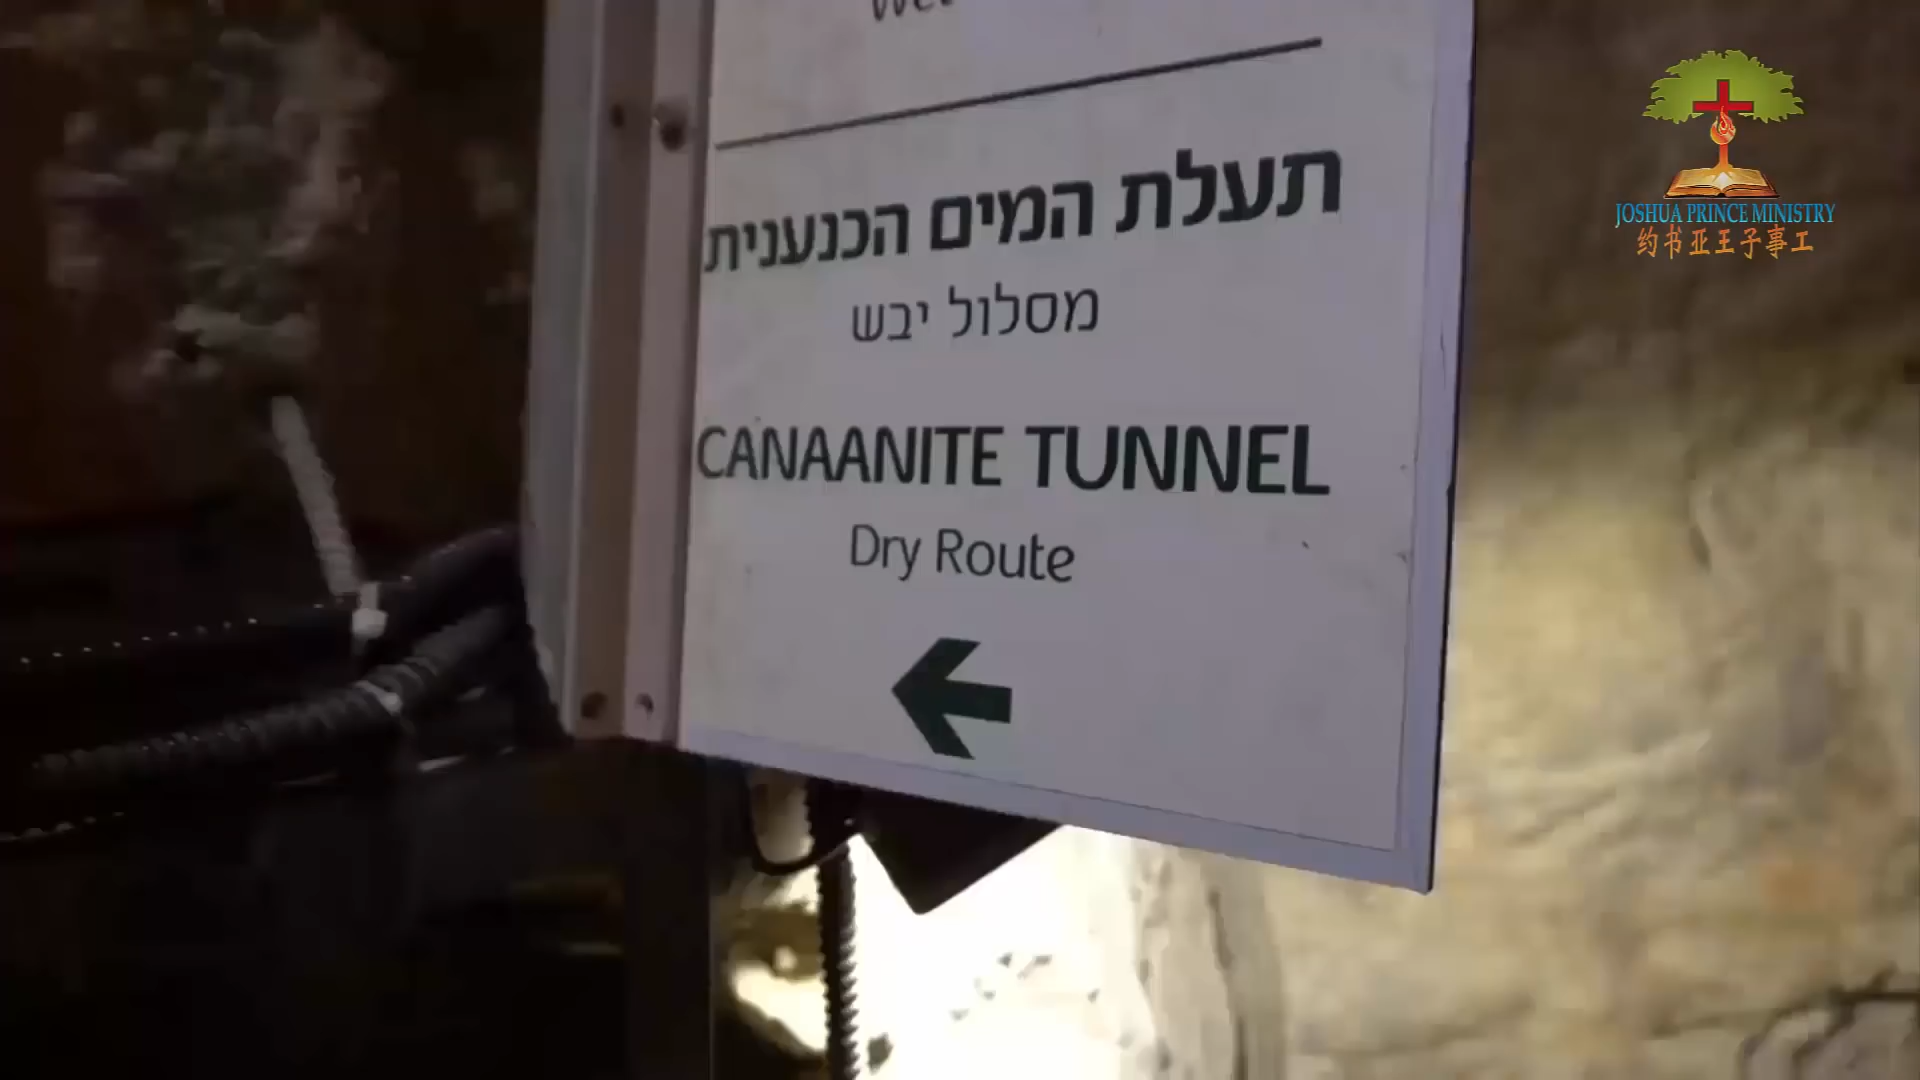 Wet
תעלת המים הכנענית
מסלול יבש
CANAANITE TUNNEL
Dry Route
JOSHUA PRINCE MINISTRY
约书亚王子事工